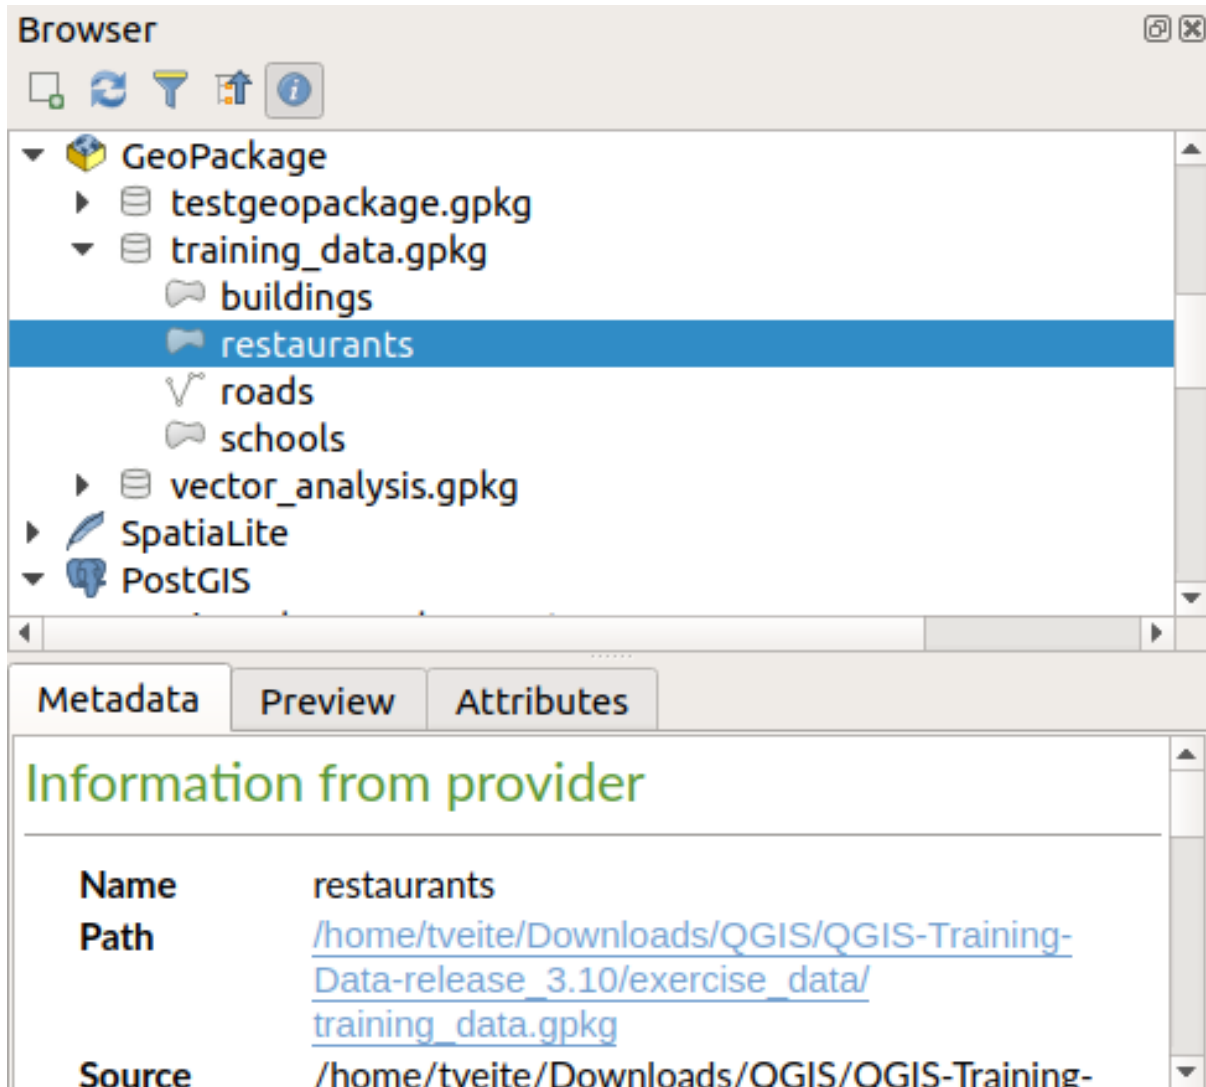 Browser
GeoPackage
testgeopackage.gpkg
training_data.gpkg
buildings
restaurants
roads
schools
vector_analysis.gpkg
SpatiaLite
PostGIS
Metadata Preview Attributes
Information from provider
Name restaurants
Path /home/tveite/Downloads/QGIS/QGIS-Training-
Data-release_3.10/exercise_data/
training_data.gpkg
Source /home/tveite/Downloads/QGIS/QGIS-Training-